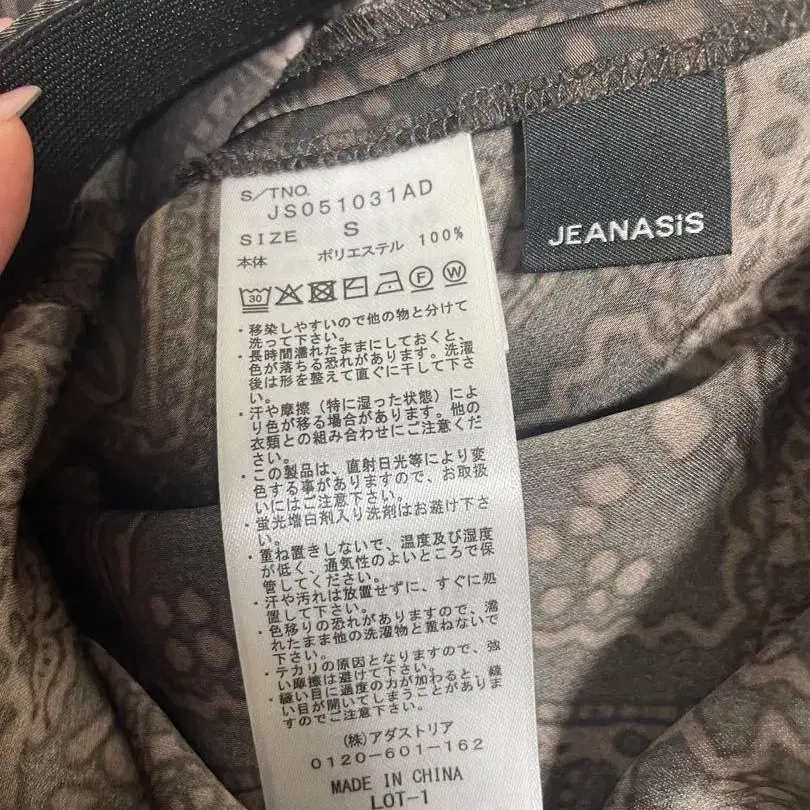 S/TNO.
JS051031AD
SIZE S
本体 ポリエステル 100%
30 F W
・移染しやすいので他の物と分けて
洗って下さい。
・長時間濡れたままにしておくと、
色が落ちる恐れがあります。洗濯
後は形を整えて直ぐに干して下さ
い。
・汗や摩擦（特に湿った状態）によ
り色が移る場合があります。他の
衣類との組み合わせにご注意くだ
さい。
・この製品は、直射日光等により変
色する事がありますので、お取扱
いにはご注意下さい。
・蛍光増白剤入り洗剤はお避け下さ
い。
・重ね置きしないで、温度及び湿度
が低く、通気性のよいところで保
管してください。
・汗や汚れは放置せずに、すぐに処
置して下さい。
・色移りの恐れがありますので、濡
れたまま他の洗濯物と重ねないで
下さい。
・テカリの原因となりますので、強
い摩擦は避けて下さい。
・縫い目に過度の力が加わると、縫
い目が開いてしまうことがありま
すのでご注意下さい。
(株)アダストリア
0120-601-162
MADE IN CHINA
LOT-1
JEANASiS